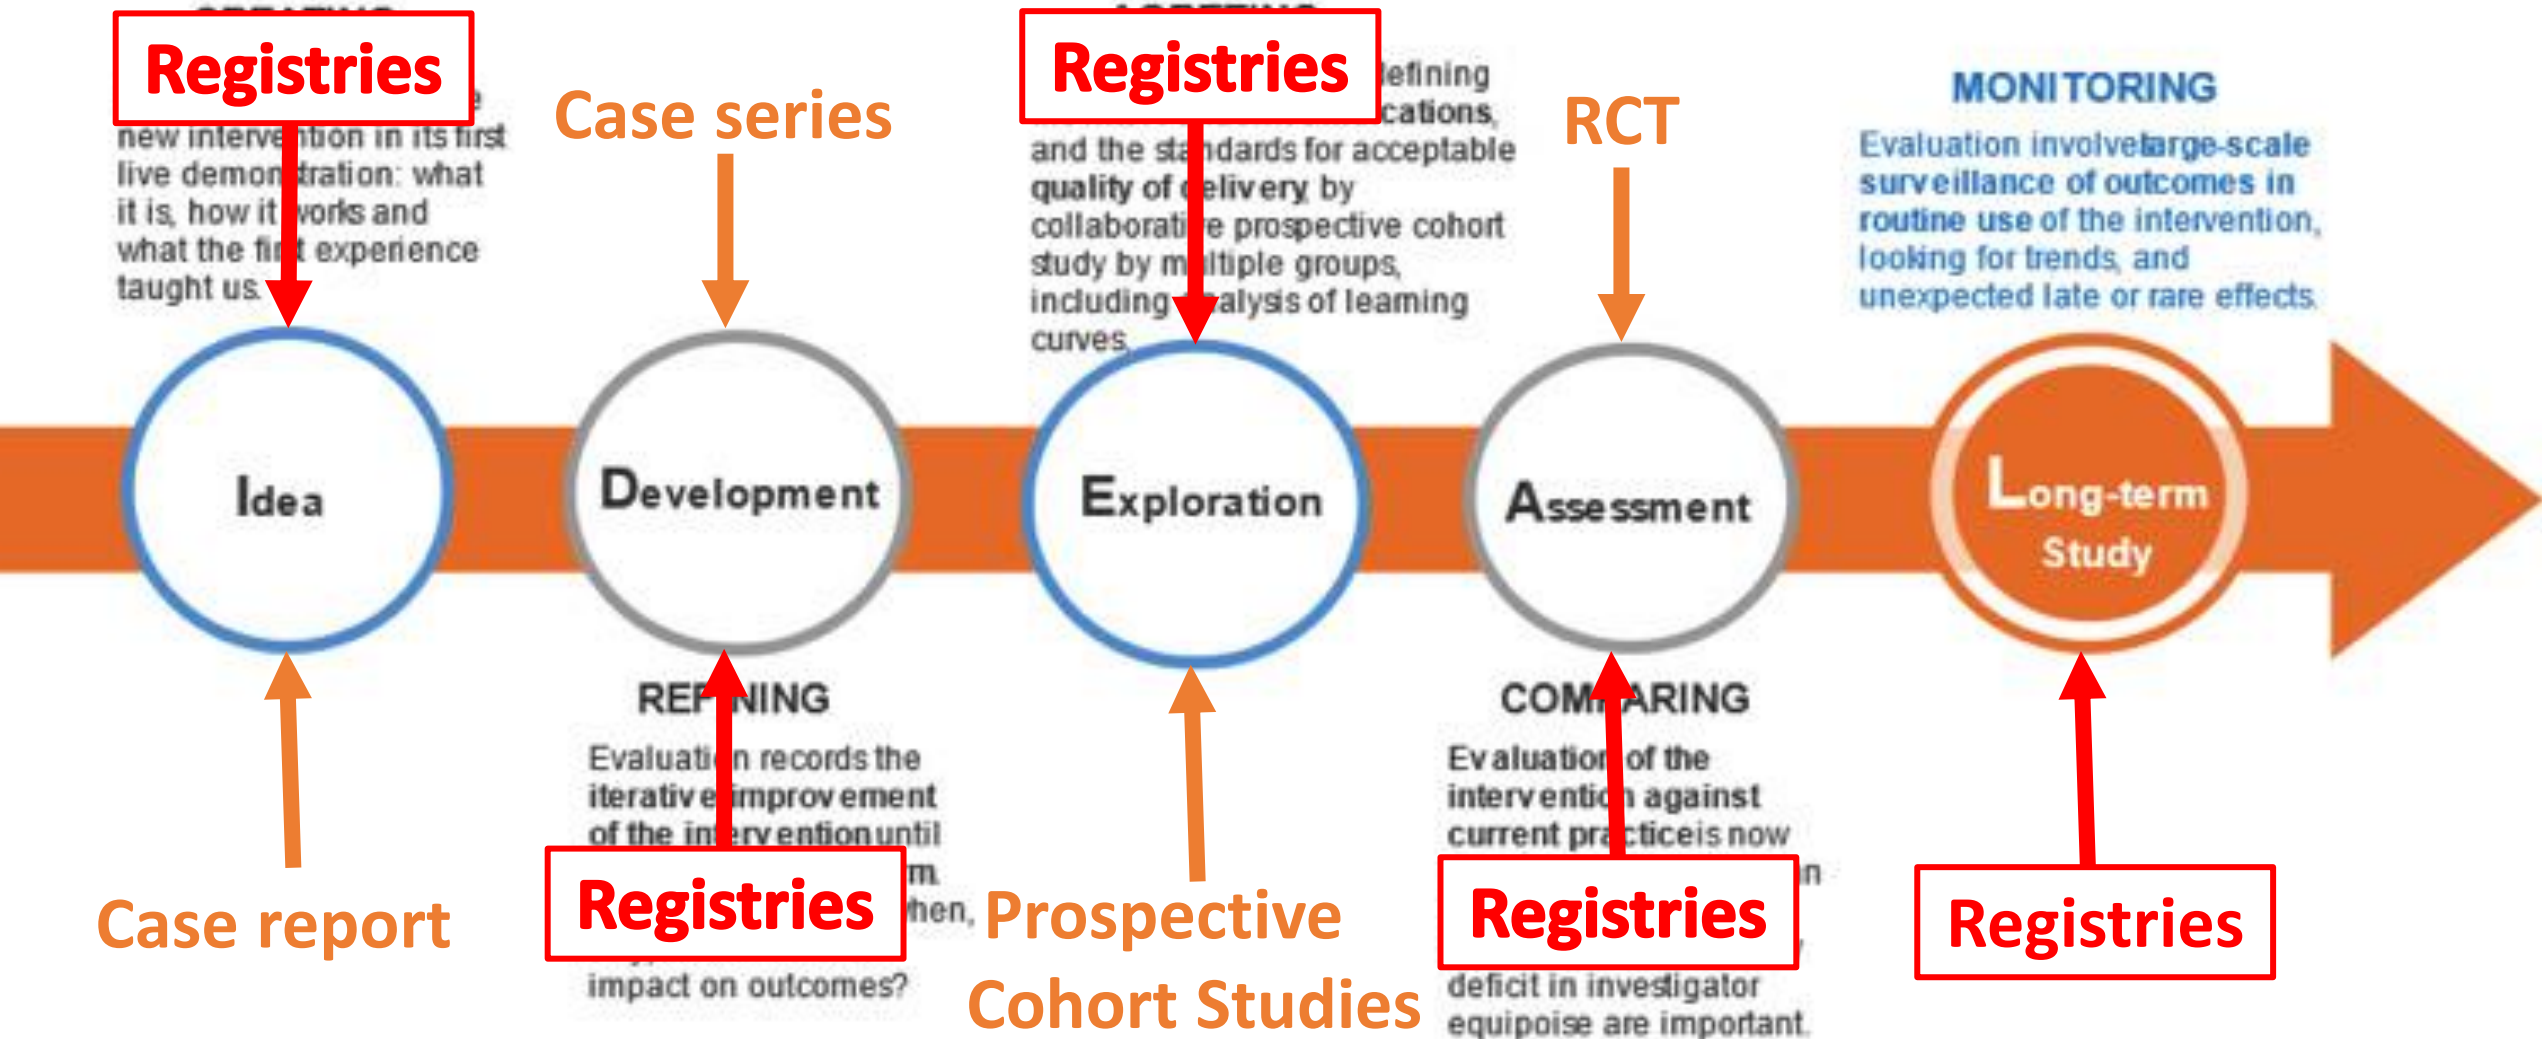 Registries
new intervention in its first
live demonstration: what
it is, how it works and
what the first experience
taught us.
Case series
Registries
defining
cations,
and the standards for acceptable
quality of delivery, by
collaborative prospective cohort
study by multiple groups,
including analysis of learning
curves.
RCT
MONITORING
Evaluation involvelarge-scale
surveillance of outcomes in
routine use of the intervention,
looking for trends, and
unexpected late or rare effects.
Idea
Development
Exploration
Assessment
Long-term
Study
Case report
REFINING
Evaluation records the
iterative improvement
of the intervention until
Registries
when,
impact on outcomes?
Prospective
Cohort Studies
COMPARING
Evaluation of the
intervention against
current practice is now
Registries
deficit in investigator
equipoise are important.
Registries